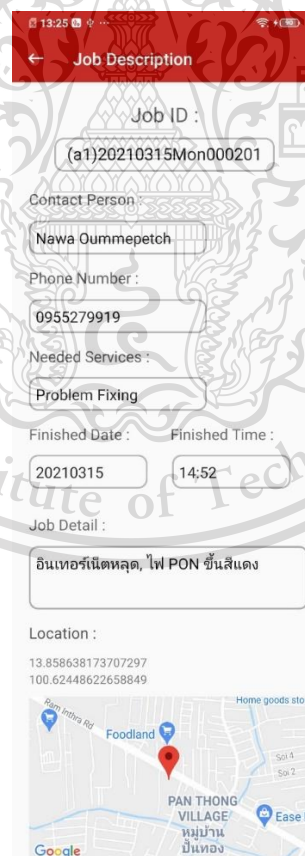 13:25
90
← Job Description
Job ID :
(a1)20210315Mon000201
Contact Person :
Nawa Oummepetch
Phone Number :
0955279919
Needed Services :
Problem Fixing
Finished Date : Finished Time :
20210315 14:52
itute of Tech
Job Detail :
อินเทอร์เน็ตหลุด, ไฟ PON ขึ้นสีแดง
Location :
13.858638173707297
100.62448622658849
Ram Inthra Rd
Home goods sto
Foodland
Soi 4
Soi 2
PAN THONG
VILLAGE
หมู่บ้าน
ปั้นทอง
Ease
Google